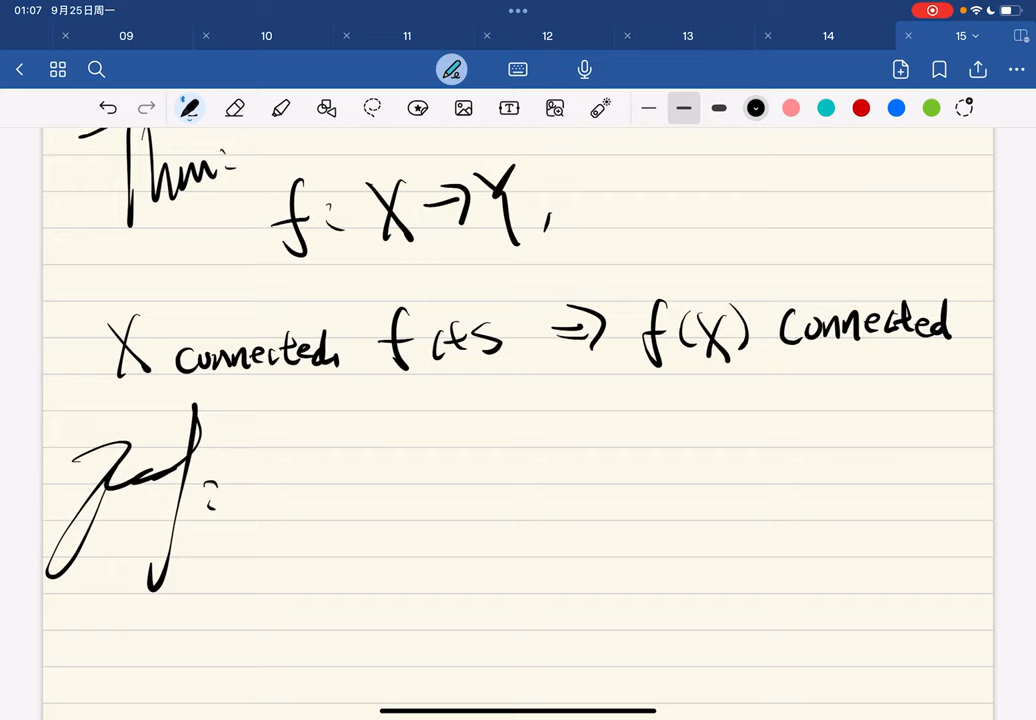 01:07 9月25日周一
09 10 11 12 13 14 15
Thm:
f: X → Y,
X connected, f cts ⇒ f(X) connected
Proof: